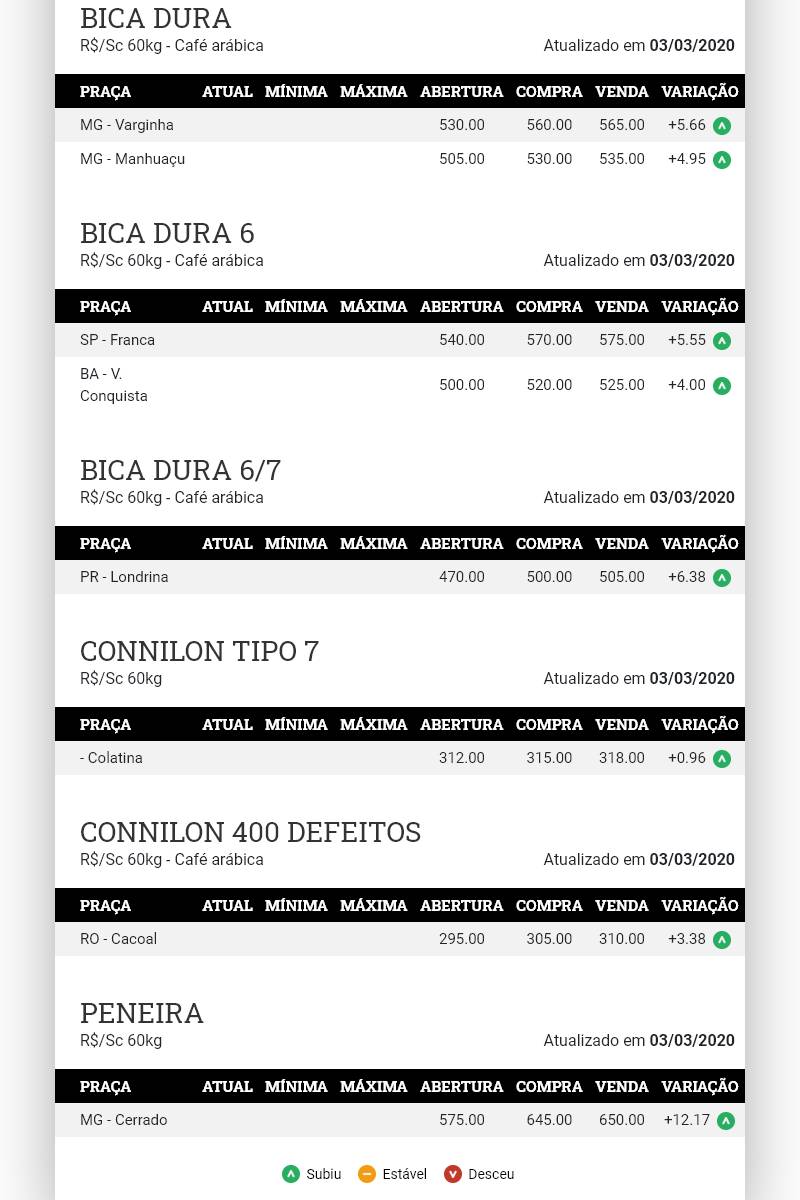 BICA DURA
R$/Sc 60kg - Café arábica Atualizado em 03/03/2020
PRAÇA ATUAL MÍNIMA MÁXIMA ABERTURA COMPRA VENDA VARIAÇÃO
MG - Varginha 530.00 560.00 565.00 +5.66
MG - Manhuaçu 505.00 530.00 535.00 +4.95
BICA DURA 6
R$/Sc 60kg - Café arábica Atualizado em 03/03/2020
PRAÇA ATUAL MÍNIMA MÁXIMA ABERTURA COMPRA VENDA VARIAÇÃO
SP - Franca 540.00 570.00 575.00 +5.55
BA - V.
Conquista 500.00 520.00 525.00 +4.00
BICA DURA 6/7
R$/Sc 60kg - Café arábica Atualizado em 03/03/2020
PRAÇA ATUAL MÍNIMA MÁXIMA ABERTURA COMPRA VENDA VARIAÇÃO
PR - Londrina 470.00 500.00 505.00 +6.38
CONNILON TIPO 7
R$/Sc 60kg Atualizado em 03/03/2020
PRAÇA ATUAL MÍNIMA MÁXIMA ABERTURA COMPRA VENDA VARIAÇÃO
- Colatina 312.00 315.00 318.00 +0.96
CONNILON 400 DEFEITOS
R$/Sc 60kg - Café arábica Atualizado em 03/03/2020
PRAÇA ATUAL MÍNIMA MÁXIMA ABERTURA COMPRA VENDA VARIAÇÃO
RO - Cacoal 295.00 305.00 310.00 +3.38
PENEIRA
R$/Sc 60kg Atualizado em 03/03/2020
PRAÇA ATUAL MÍNIMA MÁXIMA ABERTURA COMPRA VENDA VARIAÇÃO
MG - Cerrado 575.00 645.00 650.00 +12.17
Subiu Estável Desceu